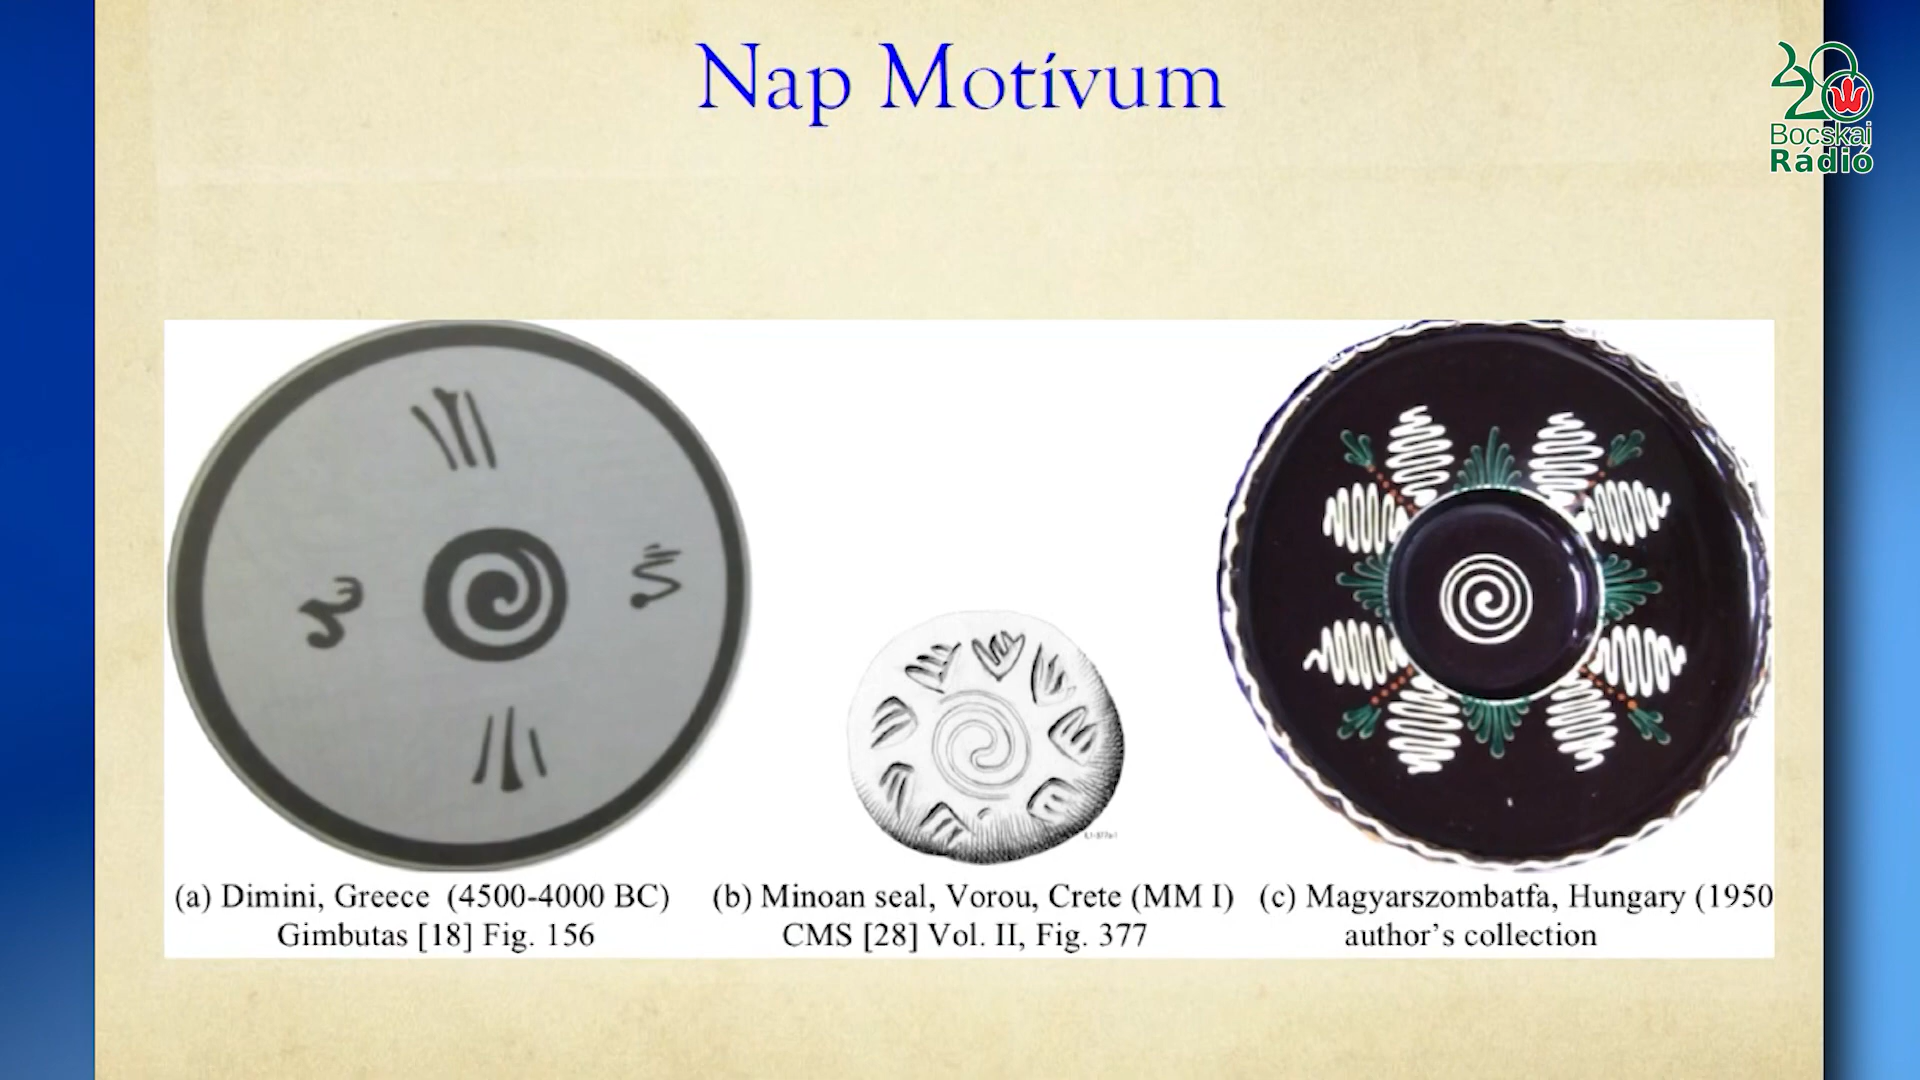 Nap Motívum
20
Bocskai
Rádió
(a) Dimini, Greece (4500-4000 BC)
Gimbutas [18] Fig. 156
(b) Minoan seal, Vorou, Crete (MM I)
CMS [28] Vol. II, Fig. 377
(c) Magyarszombatfa, Hungary (1950
author's collection